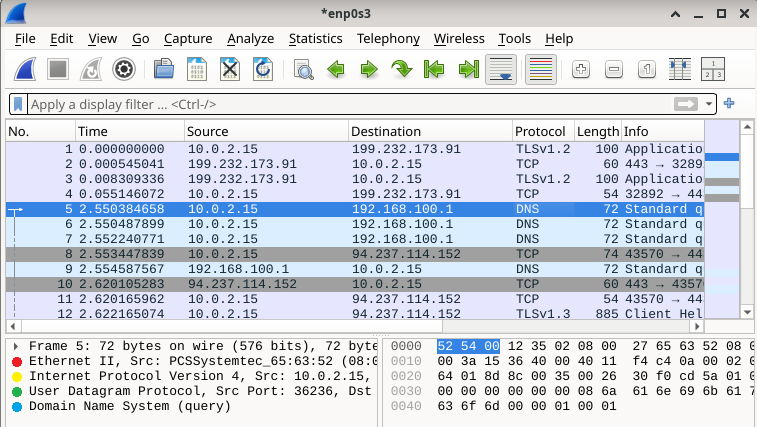 *enp0s3
File Edit View Go Capture Analyze Statistics Telephony Wireless Tools Help
Apply a display filter ... <Ctrl-/>
No. Time Source Destination Protocol Length Info
1 0.000000000 10.0.2.15 199.232.173.91 TLSv1.2 100 Applicatio
2 0.000545041 199.232.173.91 10.0.2.15 TCP 60 443 → 3289
3 0.008309336 199.232.173.91 10.0.2.15 TLSv1.2 100 Applicatio
4 0.055146072 10.0.2.15 199.232.173.91 TCP 54 32892 → 44
5 2.550384658 10.0.2.15 192.168.100.1 DNS 72 Standard q
6 2.550487899 10.0.2.15 192.168.100.1 DNS 72 Standard q
7 2.552240771 10.0.2.15 192.168.100.1 DNS 72 Standard q
8 2.553447839 10.0.2.15 94.237.114.152 TCP 74 43570 → 44
9 2.554587567 192.168.100.1 10.0.2.15 DNS 72 Standard q
10 2.620105283 94.237.114.152 10.0.2.15 TCP 60 443 → 4357
11 2.620165962 10.0.2.15 94.237.114.152 TCP 54 43570 → 44
12 2.622165074 10.0.2.15 94.237.114.152 TLSv1.3 885 Client Hel
Frame 5: 72 bytes on wire (576 bits), 72 byte
Ethernet II, Src: PCSSystemtec_65:63:52 (08:0
Internet Protocol Version 4, Src: 10.0.2.15,
User Datagram Protocol, Src Port: 36236, Dst
Domain Name System (query)
0000 52 54 00 12 35 02 08 00 27 65 63 52 08 0
0010 00 3a 15 36 40 00 40 11 f4 c4 0a 00 02 0
0020 64 01 8d 8c 00 35 00 26 30 f0 cd 5a 01 0
0030 00 00 00 00 00 00 08 6a 61 6e 69 6b 61 7
0040 63 6f 6d 00 00 01 00 01